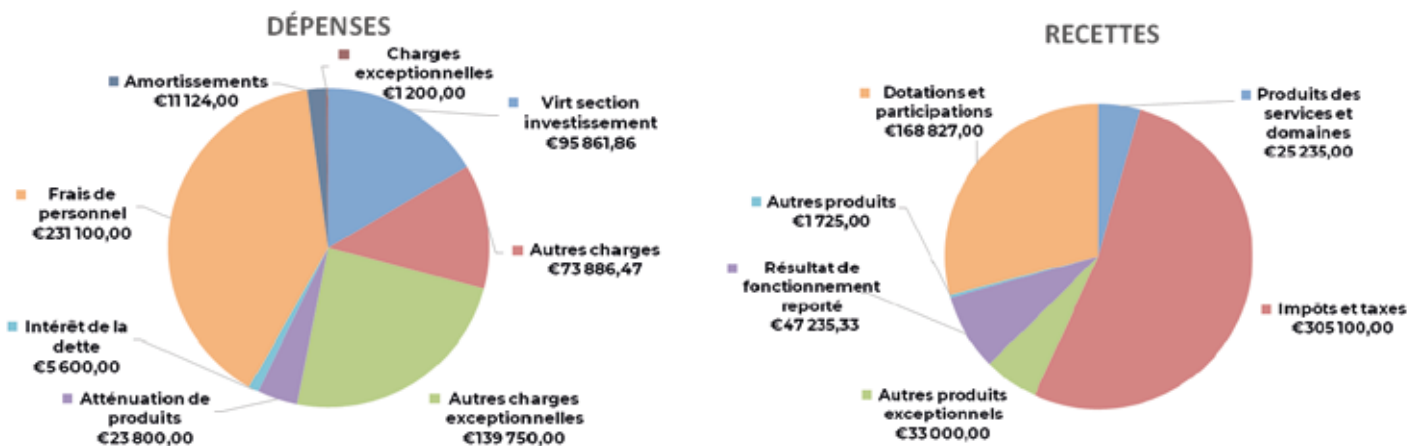 DÉPENSES
Charges
exceptionnelles
€1 200,00
Amortissements
€11 124,00
Virt section
investissement
€95 861,86
Frais de
personnel
€231 100,00
Autres charges
€73 886,47
Intérêt de la
dette
€5 600,00
Atténuation de
produits
€23 800,00
Autres charges
exceptionnelles
€139 750,00
RECETTES
Dotations et
participations
€168 827,00
Produits des
services et
domaines
€25 235,00
Autres produits
€1 725,00
Résultat de
fonctionnement
reporté
€47 235,33
Impôts et taxes
€305 100,00
Autres produits
exceptionnels
€33 000,00